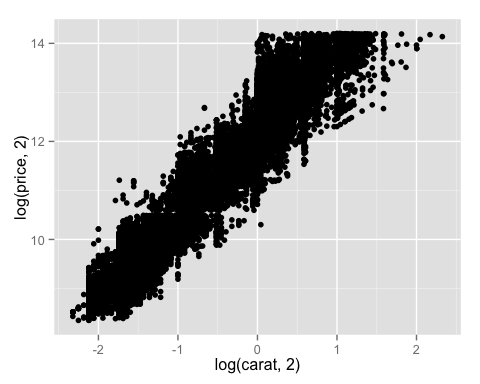 14
12
10
log(price, 2)
-2 -1 0 1 2
log(carat, 2)